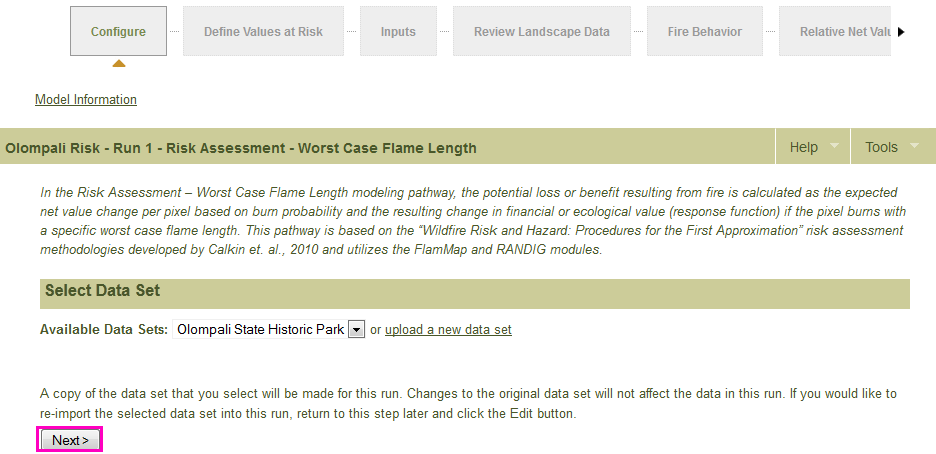 Configure Define Values at Risk Inputs Review Landscape Data Fire Behavior Relative Net Valu
Model Information
Olompali Risk - Run 1 - Risk Assessment - Worst Case Flame Length Help Tools
In the Risk Assessment – Worst Case Flame Length modeling pathway, the potential loss or benefit resulting from fire is calculated as the expected
net value change per pixel based on burn probability and the resulting change in financial or ecological value (response function) if the pixel burns with
a specific worst case flame length. This pathway is based on the “Wildfire Risk and Hazard: Procedures for the First Approximation” risk assessment
methodologies developed by Calkin et. al., 2010 and utilizes the FlamMap and RANDIG modules.
Select Data Set
Available Data Sets: Olompali State Historic Park or upload a new data set
A copy of the data set that you select will be made for this run. Changes to the original data set will not affect the data in this run. If you would like to
re-import the selected data set into this run, return to this step later and click the Edit button.
Next >